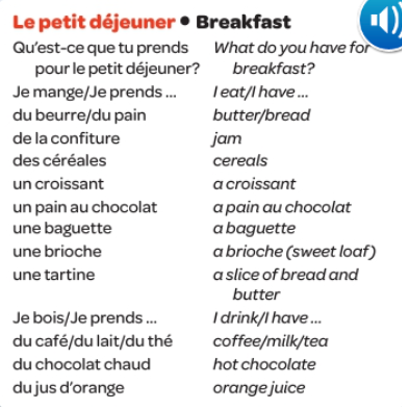 Le petit déjeuner • Breakfast
Qu'est-ce que tu prends What do you have for
pour le petit déjeuner? breakfast?
Je mange/Je prends ... I eat/I have ...
du beurre/du pain butter/bread
de la confiture jam
des céréales cereals
un croissant a croissant
un pain au chocolat a pain au chocolat
une baguette a baguette
une brioche a brioche (sweet loaf)
une tartine a slice of bread and
butter
Je bois/Je prends ... I drink/I have ...
du café/du lait/du thé coffee/milk/tea
du chocolat chaud hot chocolate
du jus d'orange orange juice